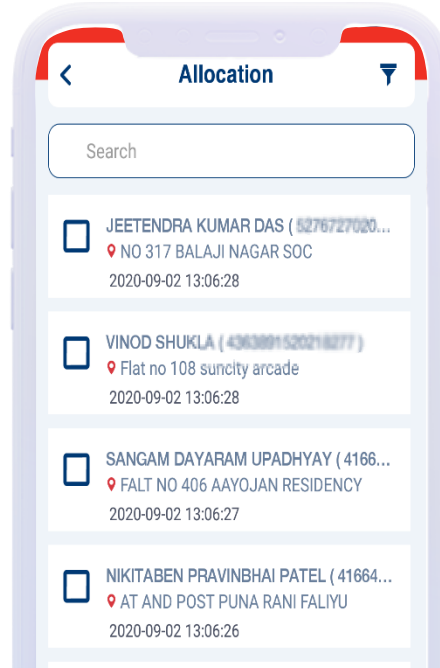 Allocation
Search
JEETENDRA KUMAR DAS (
NO 317 BALAJI NAGAR SOC
2020-09-02 13:06:28
VINOD SHUKLA (
Flat no 108 suncity arcade
2020-09-02 13:06:28
SANGAM DAYARAM UPADHYAY ( 4166...
FALT NO 406 AAYOJAN RESIDENCY
2020-09-02 13:06:27
NIKITABEN PRAVINBHAI PATEL ( 41664...
AT AND POST PUNA RANI FALIYU
2020-09-02 13:06:26